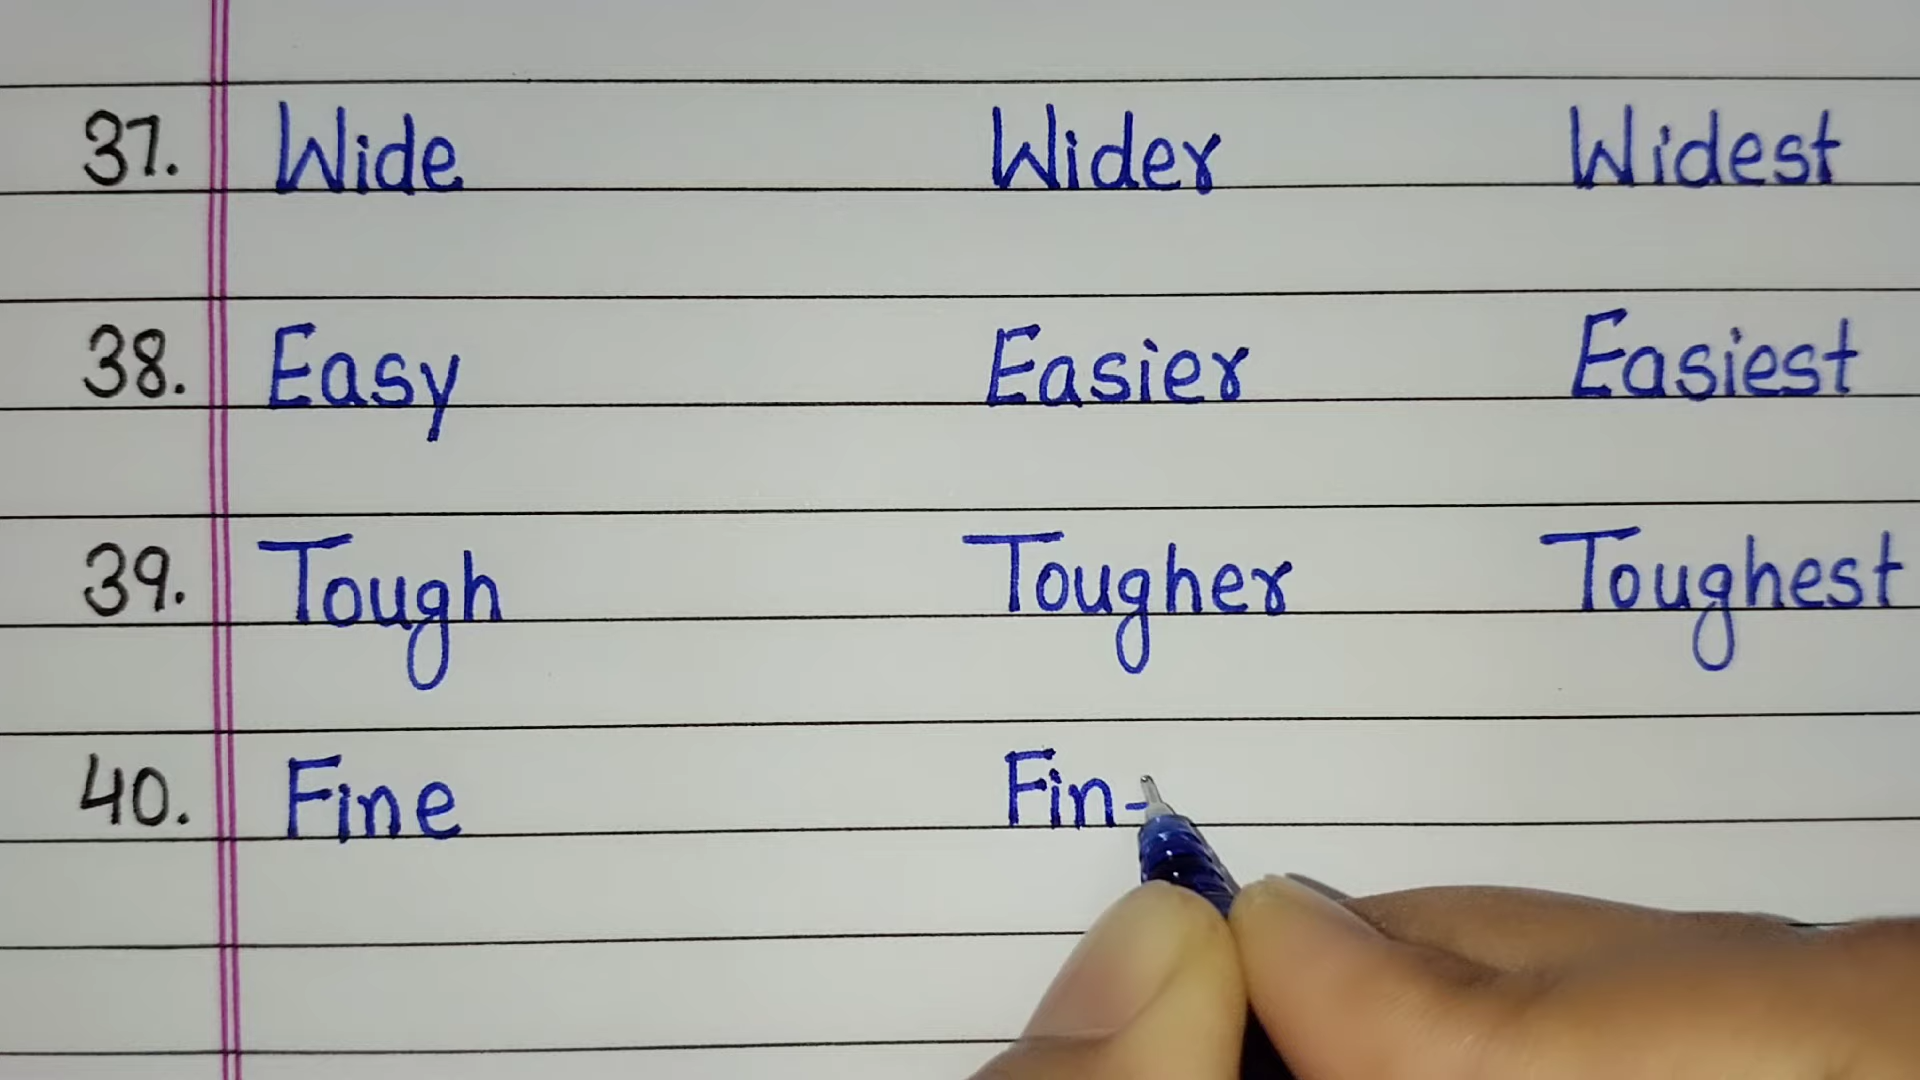 37. Wide Wider Widest
38. Easy Easier Easiest
39. Tough Tougher Toughest
40. Fine Fin